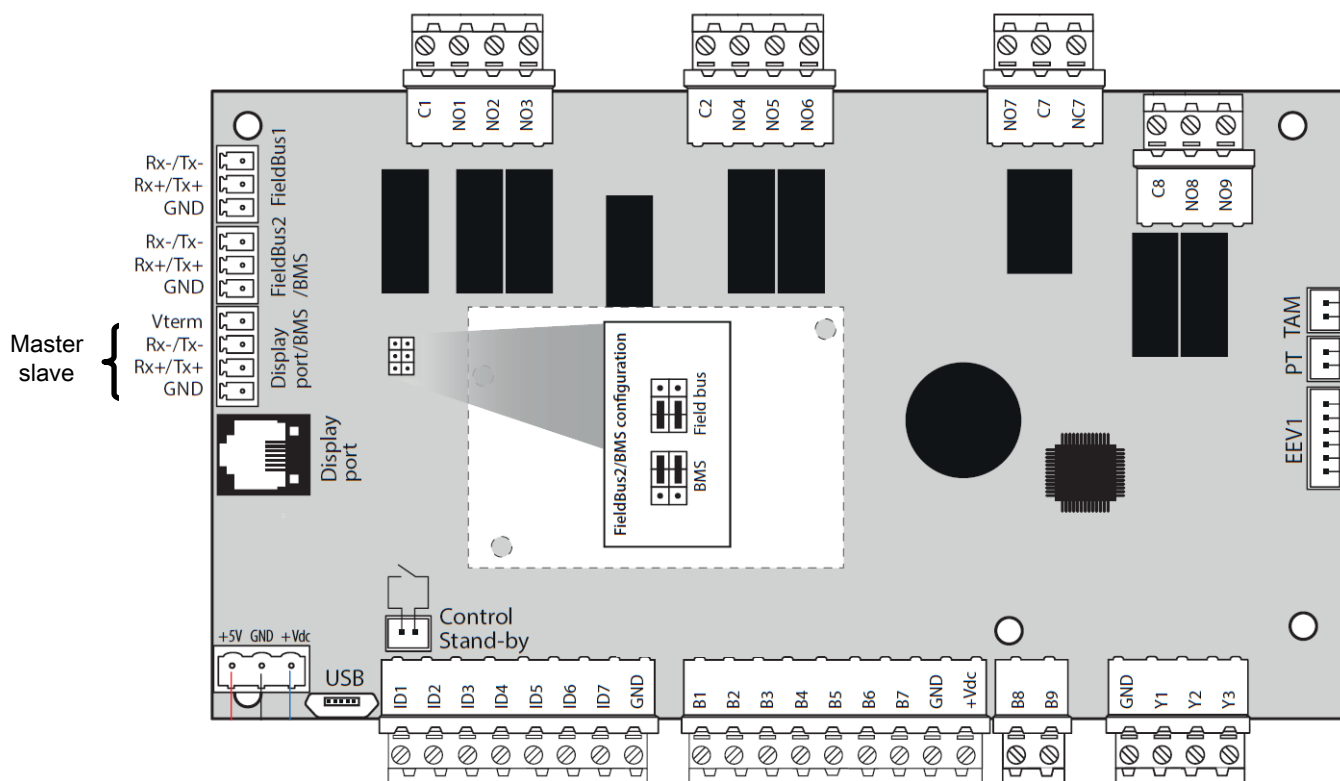 C1
NO1
NO2
NO3
C2
NO4
NO5
NO6
NO7
C7
NC7
C8
NO8
NO9
Rx-/Tx-
Rx+/Tx+
GND
FieldBus1
Rx-/Tx-
Rx+/Tx+
GND
FieldBus2
/BMS
Vterm
Rx-/Tx-
Rx+/Tx+
GND
Display
port/BMS
Master
slave
Display
port
FieldBus2/BMS configuration
Field bus
BMS
TAM
PT
EEV1
Control
Stand-by
+5V
GND
+Vdc
USB
ID1
ID2
ID3
ID4
ID5
ID6
ID7
GND
B1
B2
B3
B4
B5
B6
B7
GND
+Vdc
B8
B9
GND
Y1
Y2
Y3